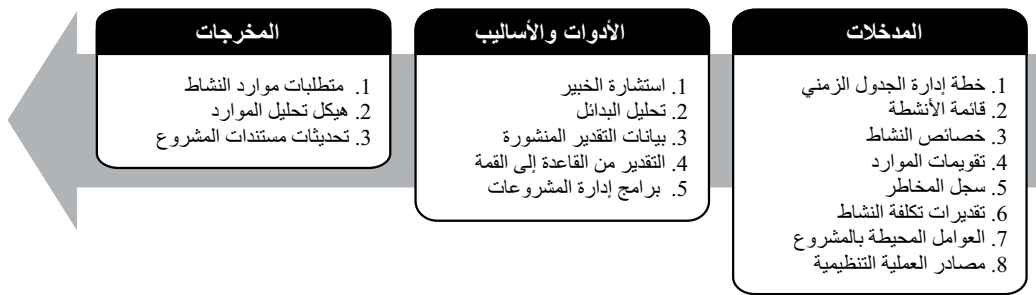 المدخلات
1. خطة إدارة الجدول الزمني
2. قائمة الأنشطة
3. خصائص النشاط
4. تقويمات الموارد
5. سجل المخاطر
6. تقديرات تكلفة النشاط
7. العوامل المحيطة بالمشروع
8. مصادر العملية التنظيمية
الأدوات والأساليب
1. استشارة الخبير
2. تحليل البدائل
3. بيانات التقدير المنشورة
4. التقدير من القاعدة إلى القمة
5. برامج إدارة المشروعات
المخرجات
1. متطلبات موارد النشاط
2. هيكل تحليل الموارد
3. تحديثات مستندات المشروع